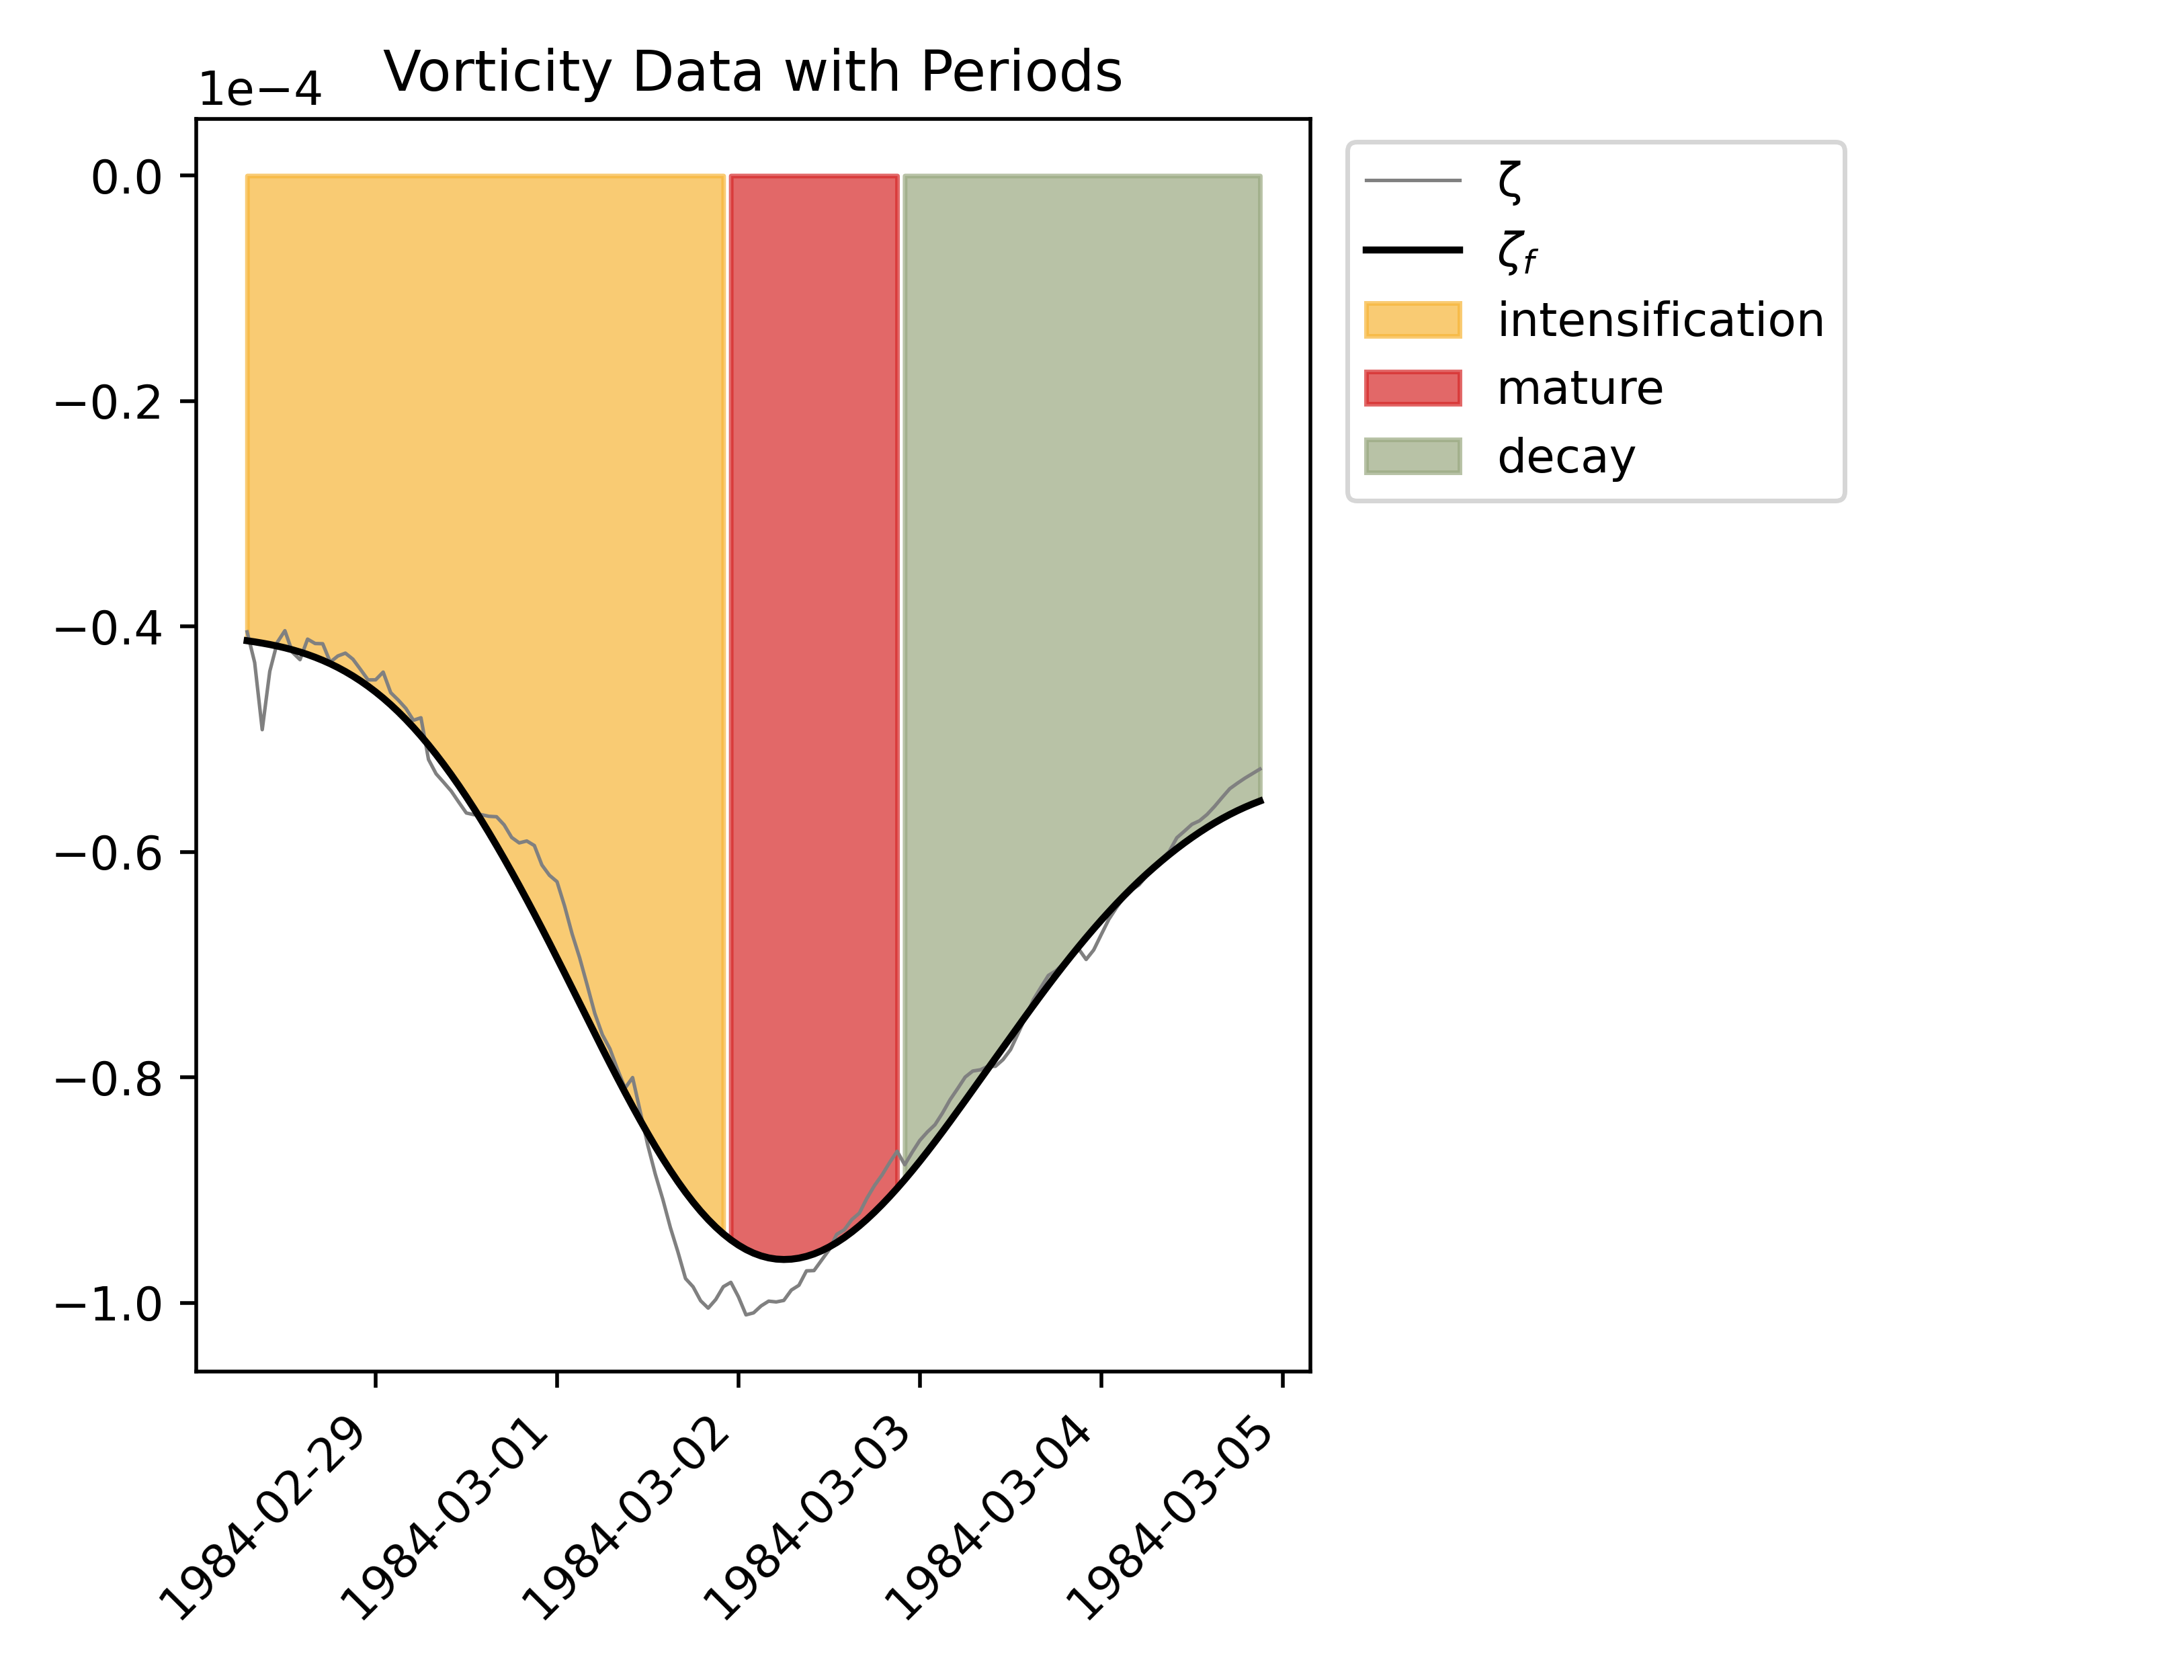 Vorticity Data with Periods
1e−4
0.0
−0.2
−0.4
−0.6
−0.8
−1.0
1984-02-29
1984-03-01
1984-03-02
1984-03-03
1984-03-04
1984-03-05
ζ
ζf
intensification
mature
decay